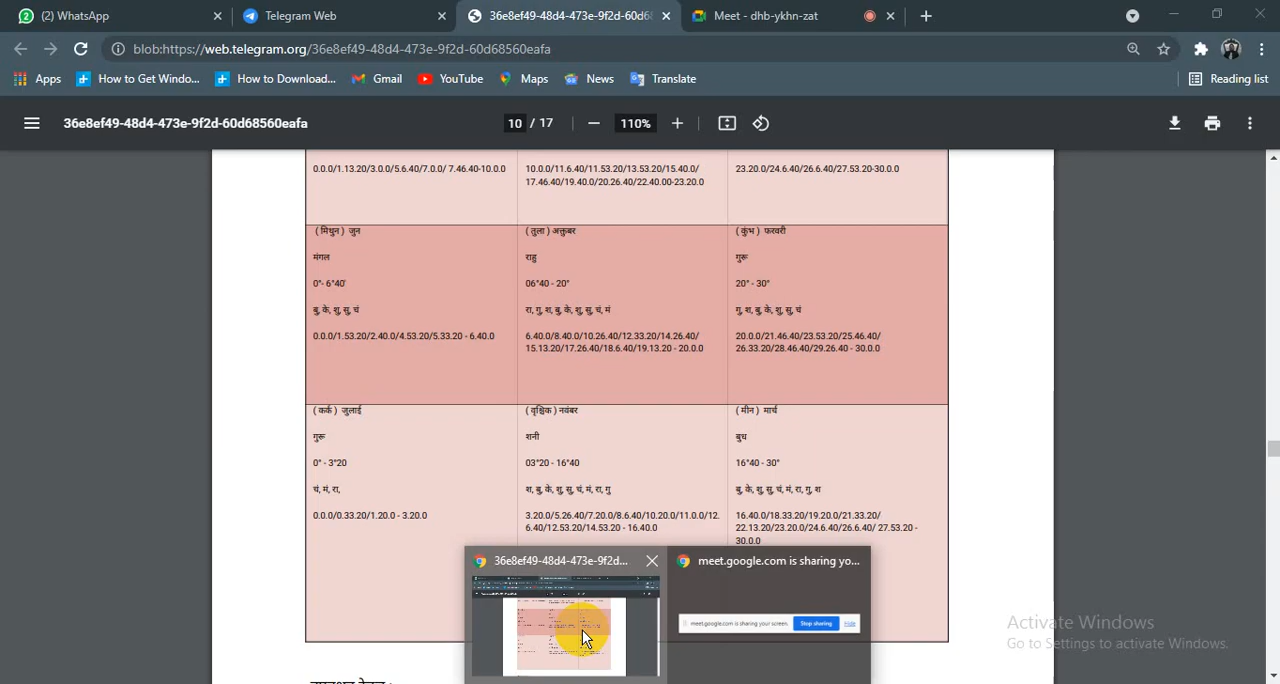 (2) WhatsApp
Telegram Web
36e8ef49-48d4-473e-9f2d-60d68
Meet - dhb-ykhn-zat
blob:https://web.telegram.org/36e8ef49-48d4-473e-9f2d-60d68560eafa
Apps
How to Get Windo...
How to Download...
Gmail
YouTube
Maps
News
Translate
Reading list
36e8ef49-48d4-473e-9f2d-60d68560eafa
10 / 17
110%
0.0.0/1.13.20/3.0.0/5.6.40/7.0.0/ 7.46.40-10.0.0
10.0.0/11.6.40/11.53.20/13.53.20/15.40.0/
17.46.40/19.40.0/20.26.40/22.40.00-23.20.0
23.20.0/24.6.40/26.6.40/27.53.20-30.0.0
( मिथुन ) जुन
मंगल
0°- 6°40'
बु, के, शु, सु, चं
0.0.0/1.53.20/2.40.0/4.53.20/5.33.20 - 6.40.0
( तुला ) अक्तुबर
राहु
06°40 - 20°
रा, गु, श, बु, के, शु, सु, चं, मं
6.40.0/8.40.0/10.26.40/12.33.20/14.26.40/
15.13.20/17.26.40/18.6.40/19.13.20 - 20.0.0
( कुंभ ) फरवरी
गुरू
20° - 30°
गु, श, बु, के, शु, सु, चं
20.0.0/21.46.40/23.53.20/25.46.40/
26.33.20/28.46.40/29.26.40 - 30.0.0
( कर्क ) जुलाई
गुरू
0° - 3°20
चं, मं, रा,
0.0.0/0.33.20/1.20.0 - 3.20.0
( वृश्चिक ) नवंबर
शनी
03°20 - 16°40
श, बु, के, शु, सु, चं, मं, रा, गु
3.20.0/5.26.40/7.20.0/8.6.40/10.20.0/11.0.0/12.
6.40/12.53.20/14.53.20 - 16.40.0
( मीन ) मार्च
बुध
16°40 - 30°
बु, के, शु, सु, चं, मं, रा, गु, श
16.40.0/18.33.20/19.20.0/21.33.20/
22.13.20/23.20.0/24.6.40/26.6.40/ 27.53.20 -
30.0.0
36e8ef49-48d4-473e-9f2d...
meet.google.com is sharing yo...
meet.google.com is sharing your screen.
Stop sharing
Hide
Activate Windows
Go to Settings to activate Windows.